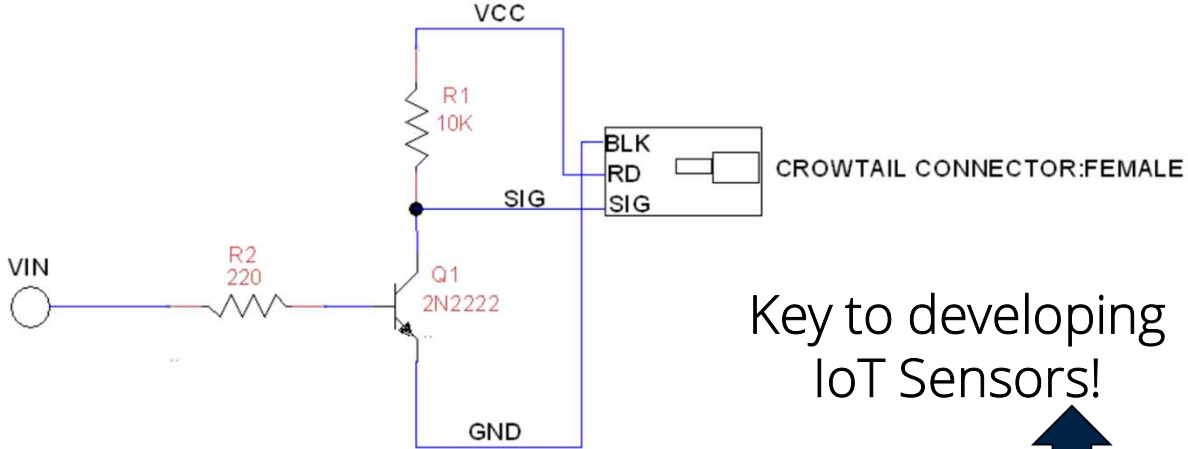 VCC
R1
10K
BLK
RD
SIG
SIG
CROWTAIL CONNECTOR:FEMALE
VIN
R2
220
Q1
2N2222
GND
Key to developing
IoT Sensors!